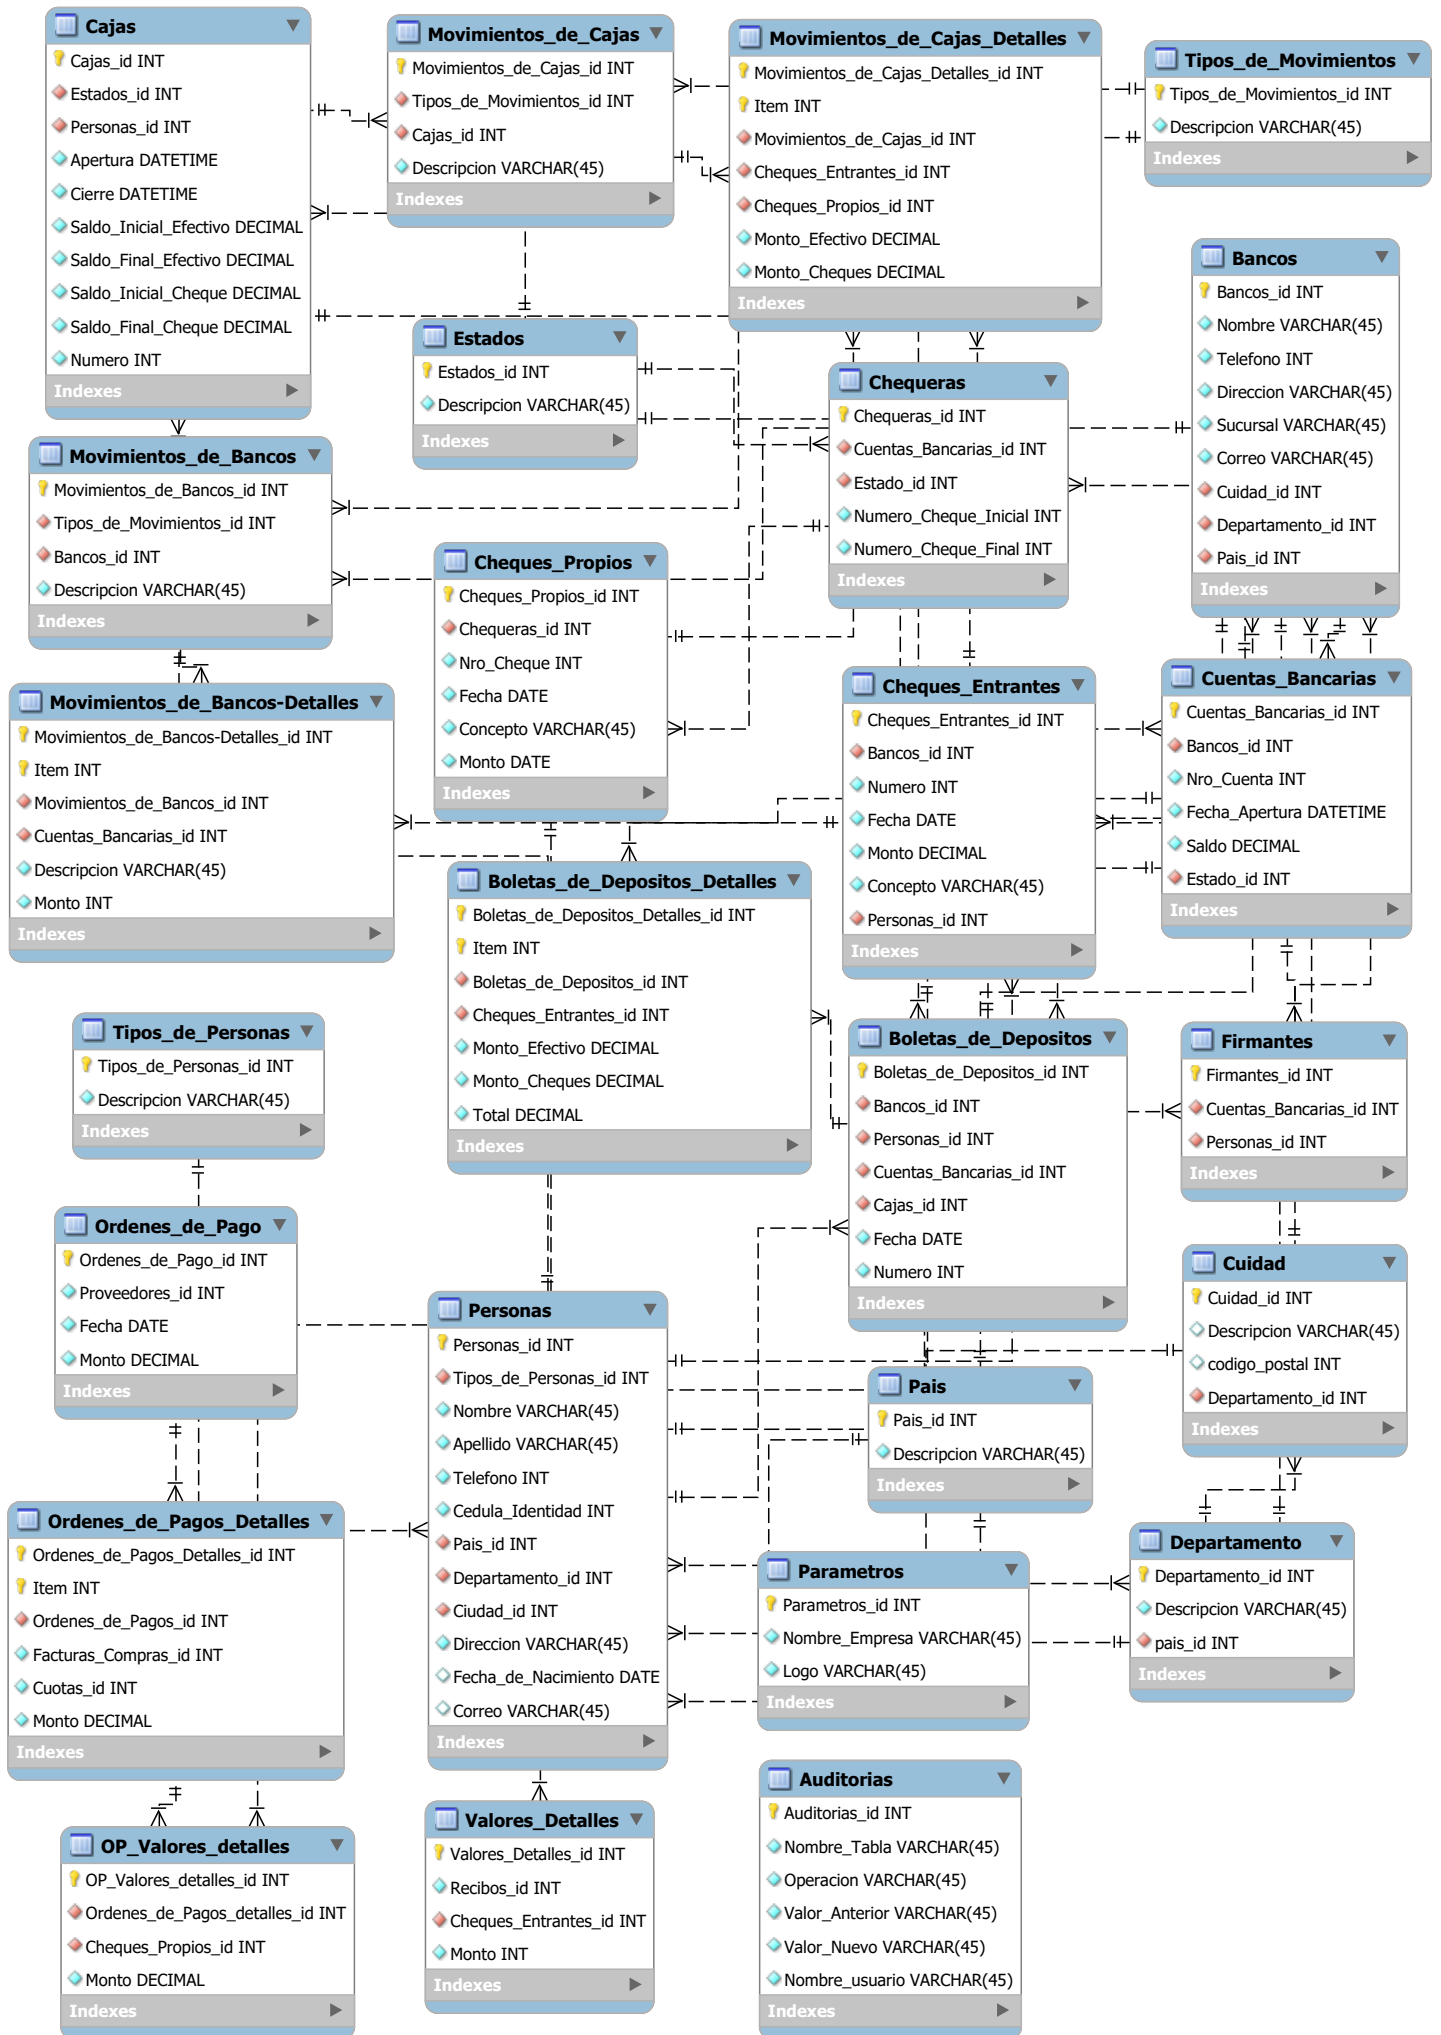 Cajas
Cajas_id INT
Estados_id INT
Personas_id INT
Apertura DATETIME
Cierre DATETIME
Saldo_Inicial_Efectivo DECIMAL
Saldo_Final_Efectivo DECIMAL
Saldo_Inicial_Cheque DECIMAL
Saldo_Final_Cheque DECIMAL
Numero INT
Indexes
Movimientos_de_Cajas
Movimientos_de_Cajas_id INT
Tipos_de_Movimientos_id INT
Cajas_id INT
Descripcion VARCHAR(45)
Indexes
Movimientos_de_Cajas_Detalles
Movimientos_de_Cajas_Detalles_id INT
Item INT
Movimientos_de_Cajas_id INT
Cheques_Entrantes_id INT
Cheques_Propios_id INT
Monto_Efectivo DECIMAL
Monto_Cheques DECIMAL
Indexes
Tipos_de_Movimientos
Tipos_de_Movimientos_id INT
Descripcion VARCHAR(45)
Indexes
Bancos
Bancos_id INT
Nombre VARCHAR(45)
Telefono INT
Direccion VARCHAR(45)
Sucursal VARCHAR(45)
Correo VARCHAR(45)
Cuidad_id INT
Departamento_id INT
Pais_id INT
Indexes
Estados
Estados_id INT
Descripcion VARCHAR(45)
Indexes
Chequeras
Chequeras_id INT
Cuentas_Bancarias_id INT
Estado_id INT
Numero_Cheque_Inicial INT
Numero_Cheque_Final INT
Indexes
Movimientos_de_Bancos
Movimientos_de_Bancos_id INT
Tipos_de_Movimientos_id INT
Bancos_id INT
Descripcion VARCHAR(45)
Indexes
Cheques_Propios
Cheques_Propios_id INT
Chequeras_id INT
Nro_Cheque INT
Fecha DATE
Concepto VARCHAR(45)
Monto DATE
Indexes
Cheques_Entrantes
Cheques_Entrantes_id INT
Bancos_id INT
Numero INT
Fecha DATE
Monto DECIMAL
Concepto VARCHAR(45)
Personas_id INT
Indexes
Cuentas_Bancarias
Cuentas_Bancarias_id INT
Bancos_id INT
Nro_Cuenta INT
Fecha_Apertura DATETIME
Saldo DECIMAL
Estado_id INT
Indexes
Movimientos_de_Bancos-Detalles
Movimientos_de_Bancos-Detalles_id INT
Item INT
Movimientos_de_Bancos_id INT
Cuentas_Bancarias_id INT
Descripcion VARCHAR(45)
Monto INT
Indexes
Boletas_de_Depositos_Detalles
Boletas_de_Depositos_Detalles_id INT
Item INT
Boletas_de_Depositos_id INT
Cheques_Entrantes_id INT
Monto_Efectivo DECIMAL
Monto_Cheques DECIMAL
Total DECIMAL
Indexes
Tipos_de_Personas
Tipos_de_Personas_id INT
Descripcion VARCHAR(45)
Indexes
Boletas_de_Depositos
Boletas_de_Depositos_id INT
Bancos_id INT
Personas_id INT
Cuentas_Bancarias_id INT
Cajas_id INT
Fecha DATE
Numero INT
Indexes
Firmantes
Firmantes_id INT
Cuentas_Bancarias_id INT
Personas_id INT
Indexes
Ordenes_de_Pago
Ordenes_de_Pago_id INT
Proveedores_id INT
Fecha DATE
Monto DECIMAL
Indexes
Personas
Personas_id INT
Tipos_de_Personas_id INT
Nombre VARCHAR(45)
Apellido VARCHAR(45)
Telefono INT
Cedula_Identidad INT
Pais_id INT
Departamento_id INT
Ciudad_id INT
Direccion VARCHAR(45)
Fecha_de_Nacimiento DATE
Correo VARCHAR(45)
Indexes
Cuidad
Cuidad_id INT
Descripcion VARCHAR(45)
codigo_postal INT
Departamento_id INT
Indexes
Pais
Pais_id INT
Descripcion VARCHAR(45)
Indexes
Ordenes_de_Pagos_Detalles
Ordenes_de_Pagos_Detalles_id INT
Item INT
Ordenes_de_Pagos_id INT
Facturas_Compras_id INT
Cuotas_id INT
Monto DECIMAL
Indexes
Parametros
Parametros_id INT
Nombre_Empresa VARCHAR(45)
Logo VARCHAR(45)
Indexes
Departamento
Departamento_id INT
Descripcion VARCHAR(45)
pais_id INT
Indexes
OP_Valores_detalles
OP_Valores_detalles_id INT
Ordenes_de_Pagos_detalles_id INT
Cheques_Propios_id INT
Monto DECIMAL
Indexes
Valores_Detalles
Valores_Detalles_id INT
Recibos_id INT
Cheques_Entrantes_id INT
Monto INT
Indexes
Auditorias
Auditorias_id INT
Nombre_Tabla VARCHAR(45)
Operacion VARCHAR(45)
Valor_Anterior VARCHAR(45)
Valor_Nuevo VARCHAR(45)
Nombre_usuario VARCHAR(45)
Indexes